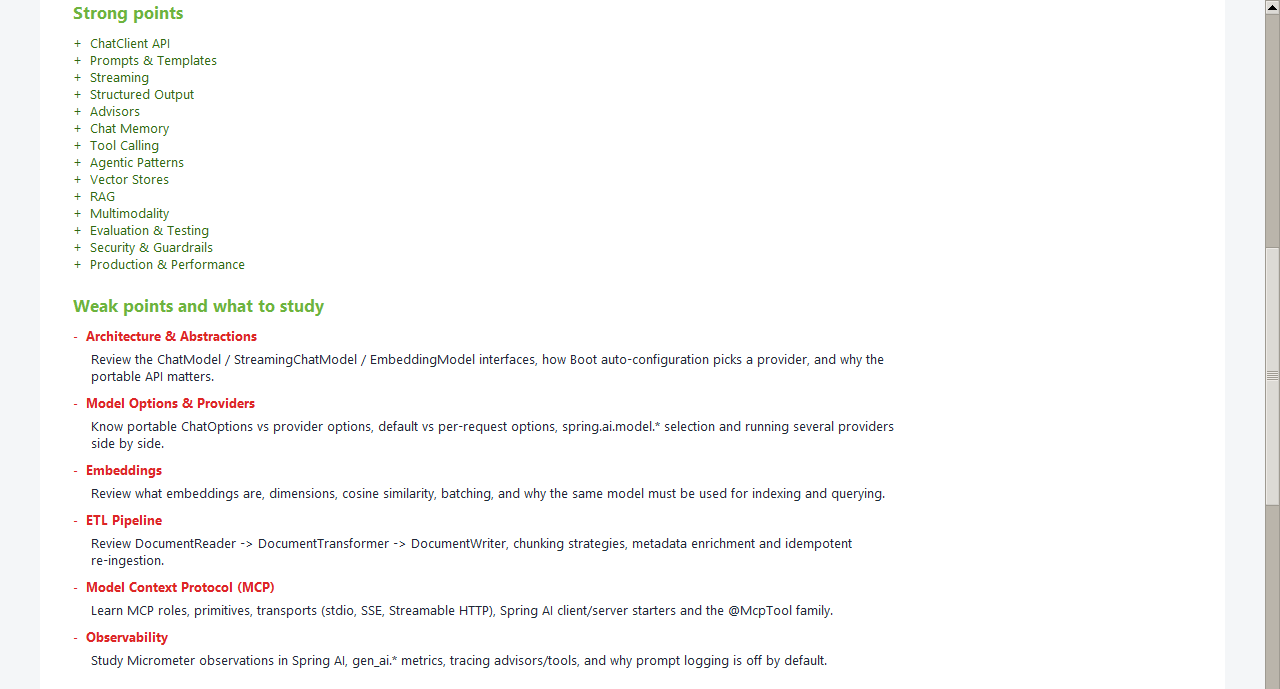 Strong points
+ ChatClient API
+ Prompts & Templates
+ Streaming
+ Structured Output
+ Advisors
+ Chat Memory
+ Tool Calling
+ Agentic Patterns
+ Vector Stores
+ RAG
+ Multimodality
+ Evaluation & Testing
+ Security & Guardrails
+ Production & Performance
Weak points and what to study
- Architecture & Abstractions
Review the ChatModel / StreamingChatModel / EmbeddingModel interfaces, how Boot auto-configuration picks a provider, and why the
portable API matters.
- Model Options & Providers
Know portable ChatOptions vs provider options, default vs per-request options, spring.ai.model.* selection and running several providers
side by side.
- Embeddings
Review what embeddings are, dimensions, cosine similarity, batching, and why the same model must be used for indexing and querying.
- ETL Pipeline
Review DocumentReader -> DocumentTransformer -> DocumentWriter, chunking strategies, metadata enrichment and idempotent
re-ingestion.
- Model Context Protocol (MCP)
Learn MCP roles, primitives, transports (stdio, SSE, Streamable HTTP), Spring AI client/server starters and the @McpTool family.
- Observability
Study Micrometer observations in Spring AI, gen_ai.* metrics, tracing advisors/tools, and why prompt logging is off by default.